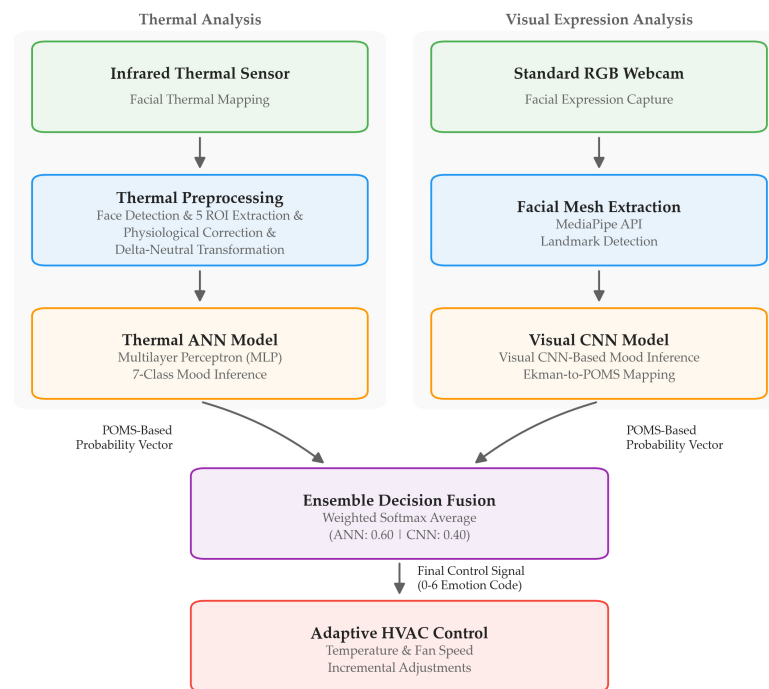 Thermal Analysis
Infrared Thermal Sensor
Facial Thermal Mapping
Thermal Preprocessing
Face Detection & 5 ROI Extraction &
Physiological Correction &
Delta-Neutral Transformation
Thermal ANN Model
Multilayer Perceptron (MLP)
7-Class Mood Inference
POMS-Based
Probability Vector
Visual Expression Analysis
Standard RGB Webcam
Facial Expression Capture
Facial Mesh Extraction
MediaPipe API
Landmark Detection
Visual CNN Model
Visual CNN-Based Mood Inference
Ekman-to-POMS Mapping
POMS-Based
Probability Vector
Ensemble Decision Fusion
Weighted Softmax Average
(ANN: 0.60 | CNN: 0.40)
Final Control Signal
(0-6 Emotion Code)
Adaptive HVAC Control
Temperature & Fan Speed
Incremental Adjustments